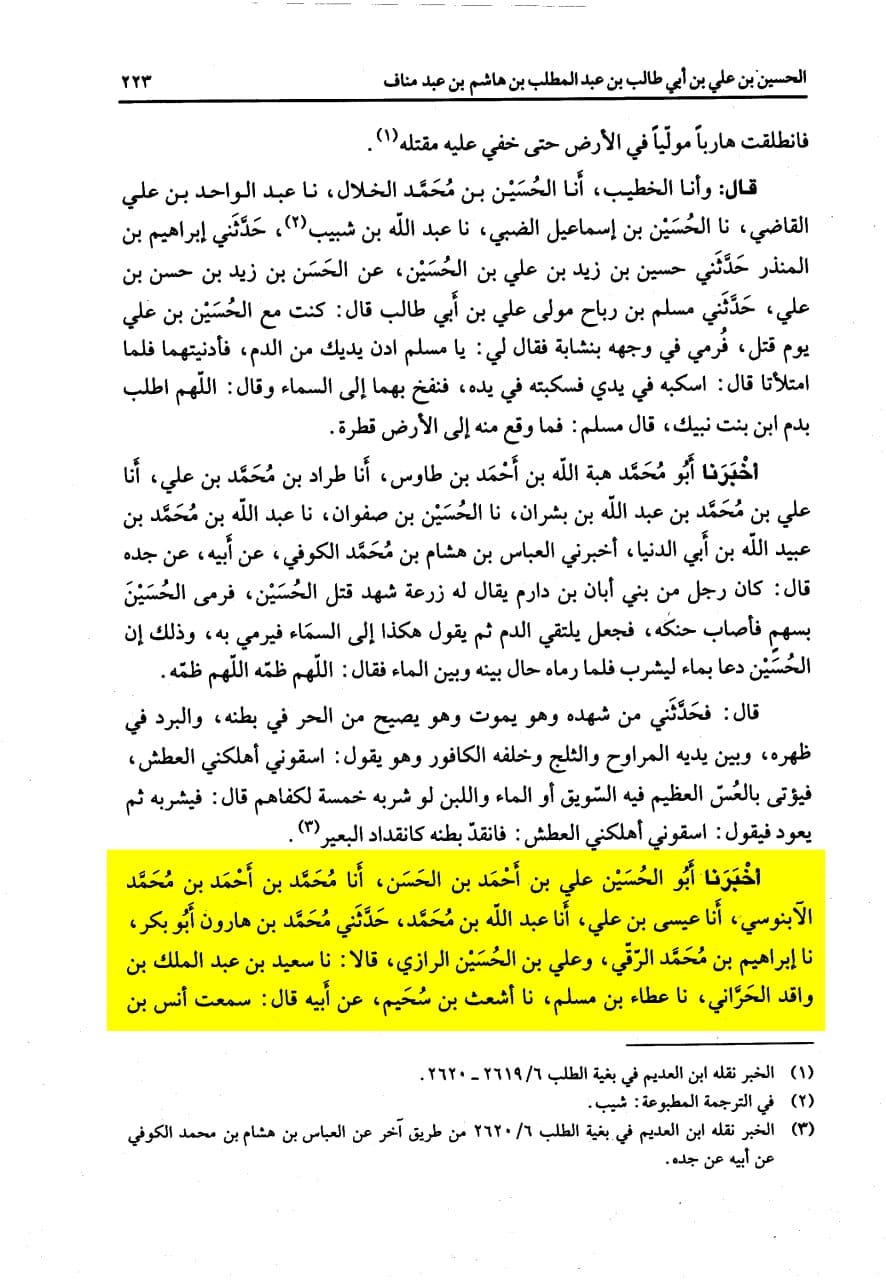 الحسين بن علي بن أبي طالب بن عبد المطلب بن هاشم بن عبد مناف ٢٢٣
فانطلقت هارباً مولّياً في الأرض حتى خفي عليه مقتله(١).
قال: وأنا الخطيب، أَنا الحُسَيْن بن مُحَمَّد الخلال، نا عبد الواحد بن علي
القاضي، نا الحُسَيْن بن إسماعيل الضبي، نا عبد اللّه بن شبيب(٢)، حَدَّثَني إبراهيم بن
المنذر حَدَّثَني حسين بن زيد بن علي بن الحُسَيْن، عن الحَسَن بن زيد بن حسن بن
علي، حَدَّثَني مسلم بن رباح مولى علي بن أَبي طالب قال: كنت مع الحُسَيْن بن علي
يوم قتل، فُرمي في وجهه بنشابة فقال لي: يا مسلم ادن يديك من الدم، فأدنيتهما فلما
امتلأتا قال: اسكبه في يدي فسكبته في يده، فنفخ بهما إلى السماء وقال: اللّهم اطلب
بدم ابن بنت نبيك، قال مسلم: فما وقع منه إلى الأرض قطرة.
أخْبَرَنا أَبُو مُحَمَّد هبة اللّه بن أَحْمَد بن طاوس، أَنا طراد بن مُحَمَّد بن علي، أَنا
علي بن مُحَمَّد بن عبد اللّه بن بشران، نا الحُسَيْن بن صفوان، نا عبد اللّه بن مُحَمَّد بن
عبيد اللّه بن أَبي الدنيا، أخبرني العباس بن هشام بن مُحَمَّد الكوفي، عن أَبيه، عن جده
قال: كان رجل من بني أبان بن دارم يقال له زرعة شهد قتل الحُسَيْن، فرمى الحُسَيْنَ
بسهمٍ فأصاب حنكه، فجعل يلتقي الدم ثم يقول هكذا إلى السمَاء فيرمي به، وذلك إن
الحُسَيْن دعا بماء ليشرب فلما رماه حال بينه وبين الماء فقال: اللّهم ظمّه اللّهم ظمّه.
قال: فحَدَّثَني من شهده وهو يموت وهو يصيح من الحر في بطنه، والبرد في
ظهره، وبين يديه المراوح والثلج وخلفه الكافور وهو يقول: اسقوني أهلكني العطش،
فيؤتى بالعُسّ العظيم فيه السّويق أو الماء واللبن لو شربه خمسة لكفاهم قال: فيشربه ثم
يعود فيقول: اسقوني أهلكني العطش: فانقدّ بطنه كانقداد البعير(٣).
أخْبَرَنا أَبُو الحُسَيْن علي بن أَحْمَد بن الحَسَن، أَنا مُحَمَّد بن أَحْمَد بن مُحَمَّد
الآبنوسي، أَنا عيسى بن علي، أَنا عبد اللّه بن مُحَمَّد، حَدَّثَني مُحَمَّد بن هارون أَبُو بكر،
نا إبراهيم بن مُحَمَّد الرّقّي، وعلي بن الحُسَيْن الرازي، قالا: نا سعيد بن عبد الملك بن
واقد الحَرَّاني، نا عطاء بن مسلم، نا أشعث بن سُحَيم، عن أَبيه قال: سمعت أنس بن
(١) الخبر نقله ابن العديم في بغية الطلب ٦/ ٢٦١٩ ـ ٢٦٢٠.
(٢) في الترجمة المطبوعة: شيب.
(٣) الخبر نقله ابن العديم في بغية الطلب ٦/ ٢٦٢٠ من طريق آخر عن العباس بن هشام بن محمد الكوفي
عن أبيه عن جده.